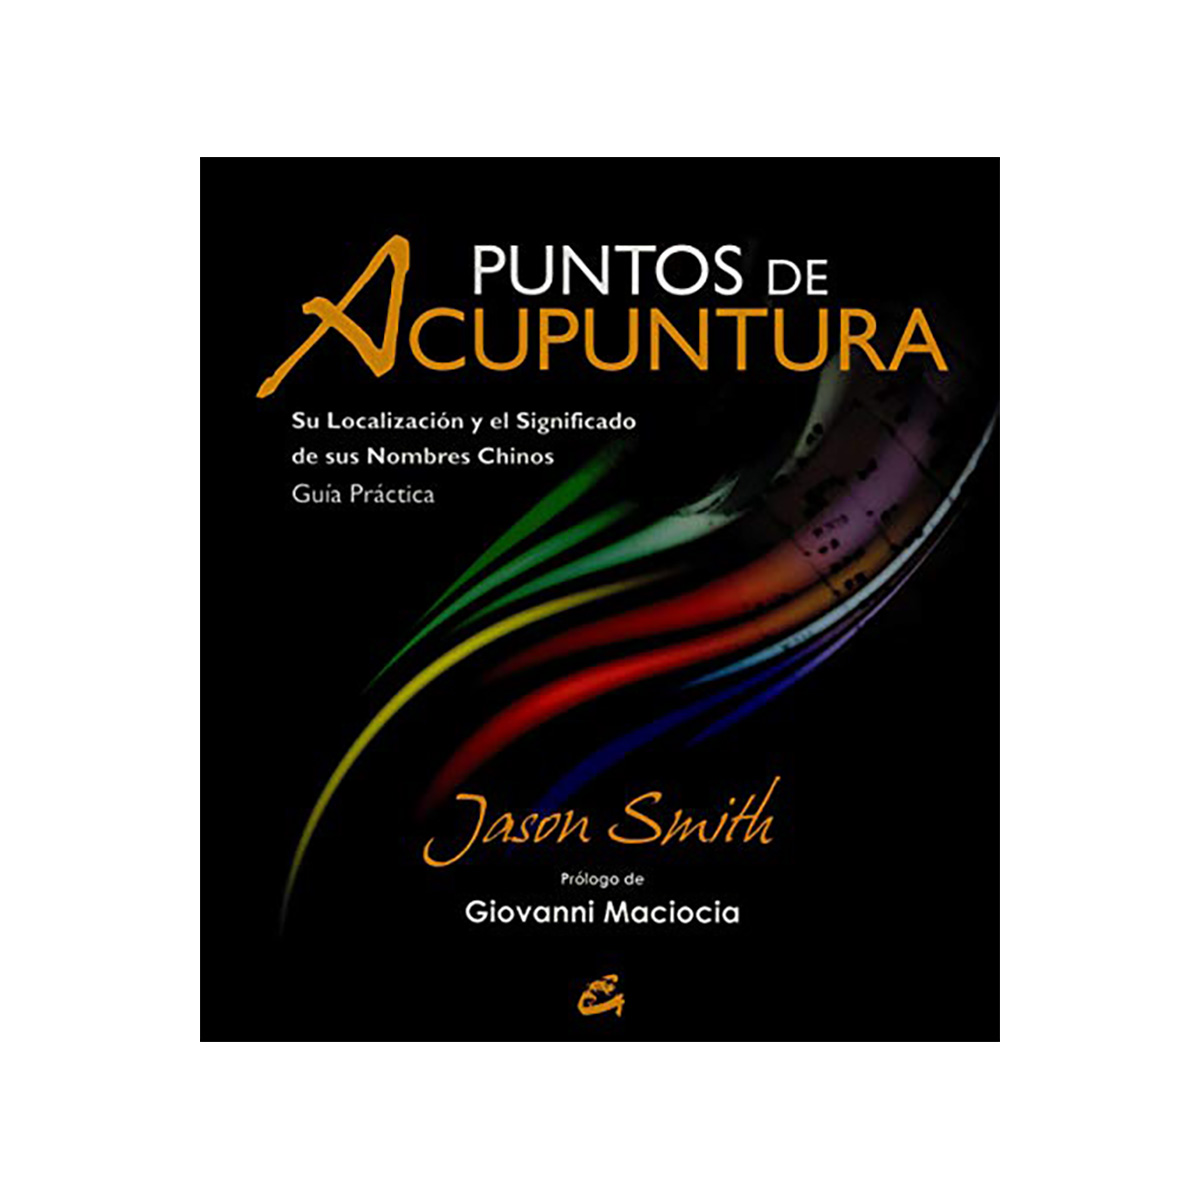 PUNTOS DE
ACUPUNTURA
Su Localización y el Significado
de sus Nombres Chinos
Guía Práctica
Jason Smith
Prólogo de
Giovanni Maciocia